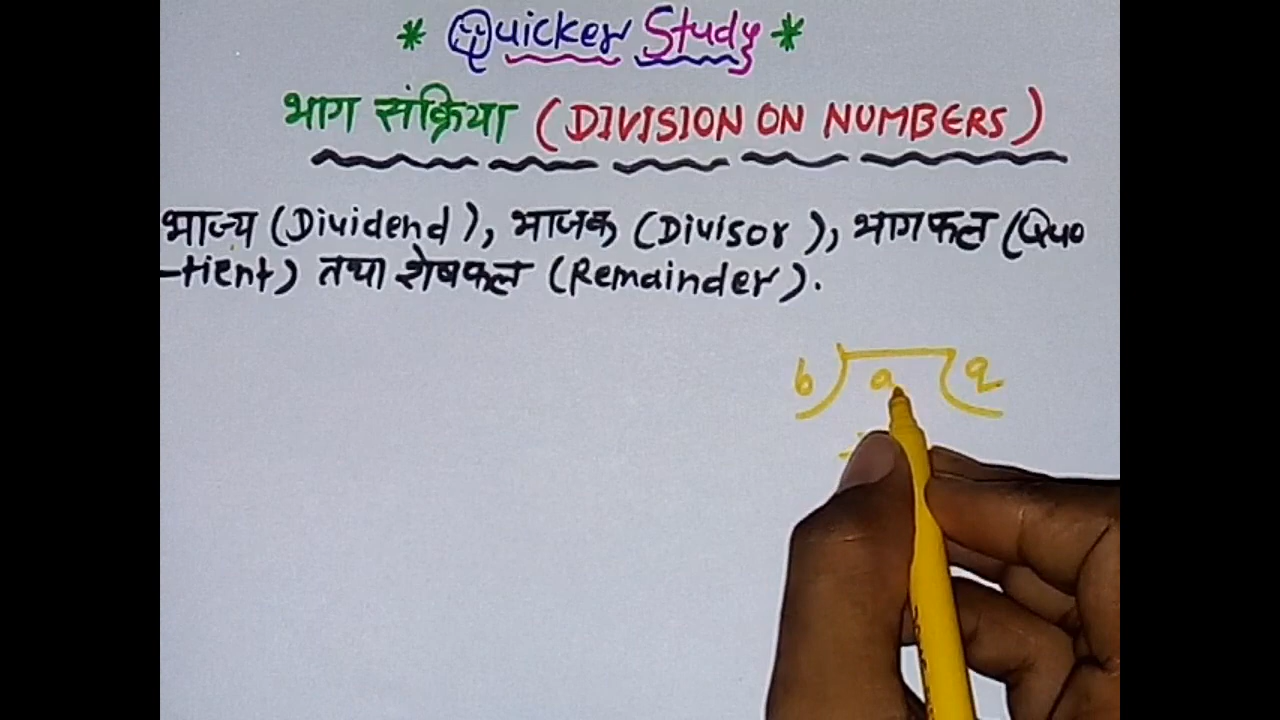 * Quicker Study *
भाग संक्रिया (DIVISION ON NUMBERS)
भाज्य (Dividend), भाजक (Divisor), भागफल (Quo
-tient) तथा शेषफल (Remainder).
b) a (q